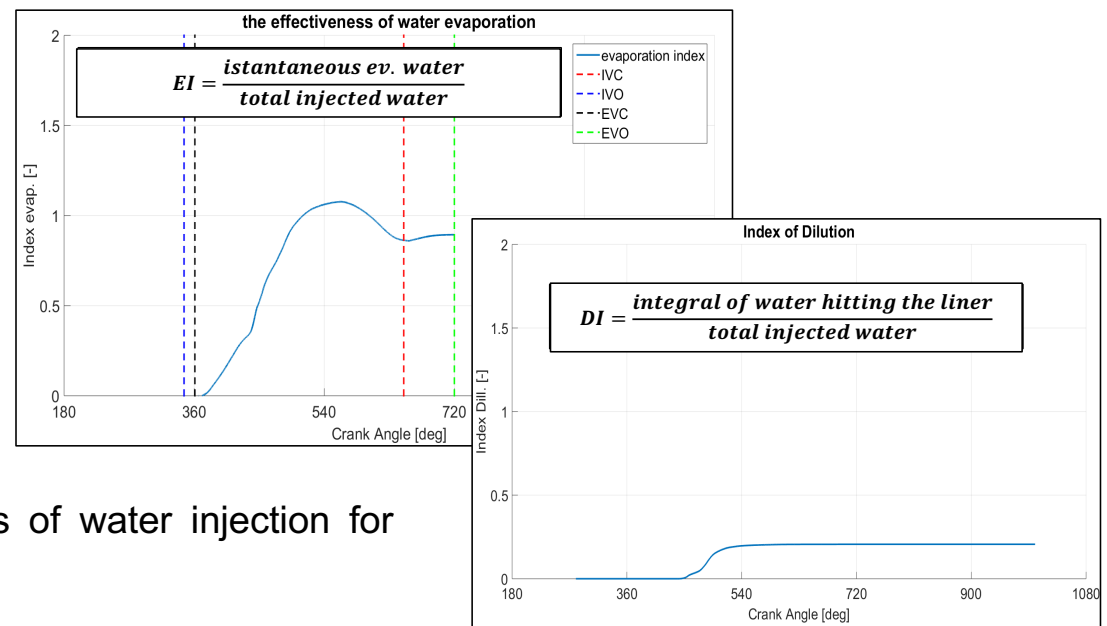 the effectiveness of water evaporation
EI = istantaneous ev. water / total injected water
evaporation index
IVC
IVO
EVC
EVO
Index evap. [-]
2
1.5
1
0.5
0
180 360 540 720
Crank Angle [deg]
Index of Dilution
DI = integral of water hitting the liner / total injected water
Index Dill. [-]
2
1.5
1
0.5
0
180 360 540 720 900 1080
Crank Angle [deg]
s of water injection for